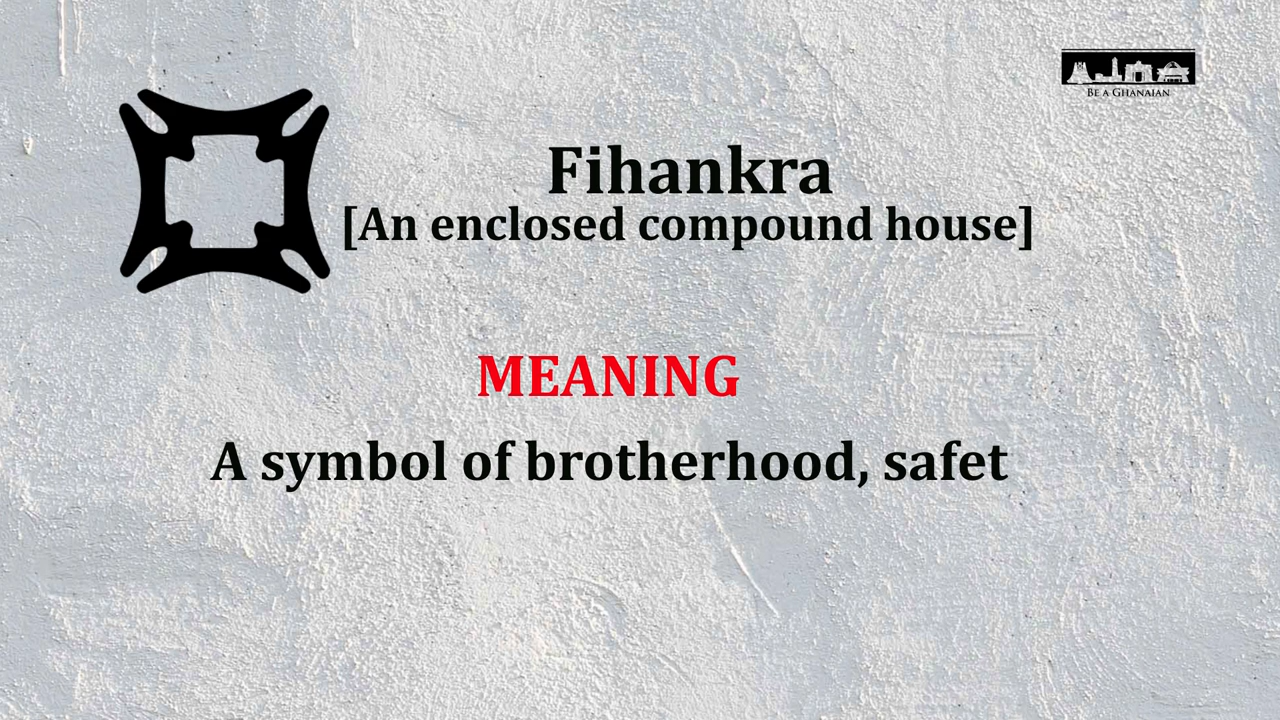 BE A GHANAIAN
Fihankra
[An enclosed compound house]
MEANING
A symbol of brotherhood, safet